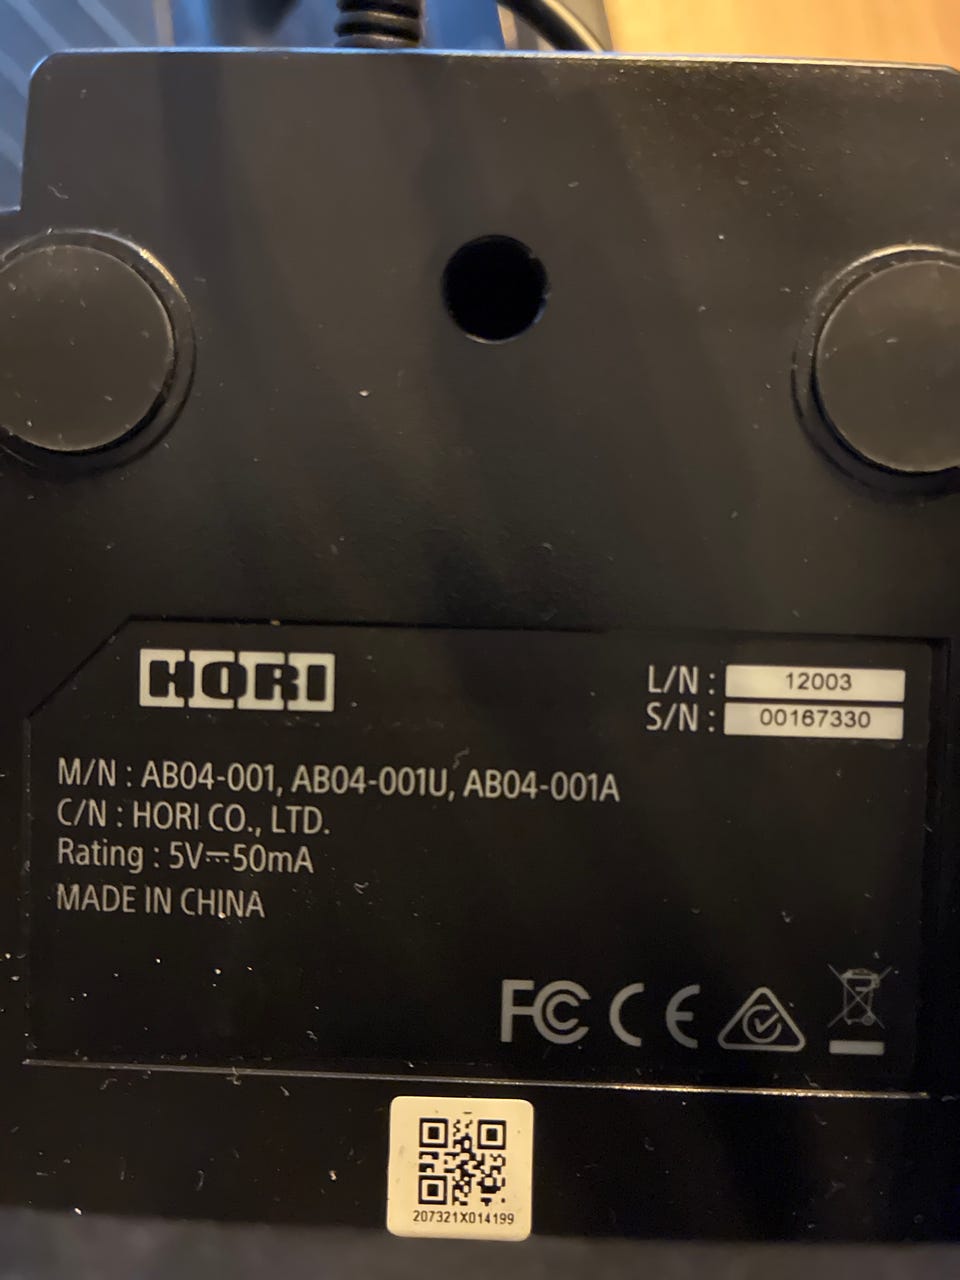 HORI
L/N : 12003
S/N : 00167330
M/N : AB04-001, AB04-001U, AB04-001A
C/N : HORI CO., LTD.
Rating : 5V⎓50mA
MADE IN CHINA
FC CE
207321X014199